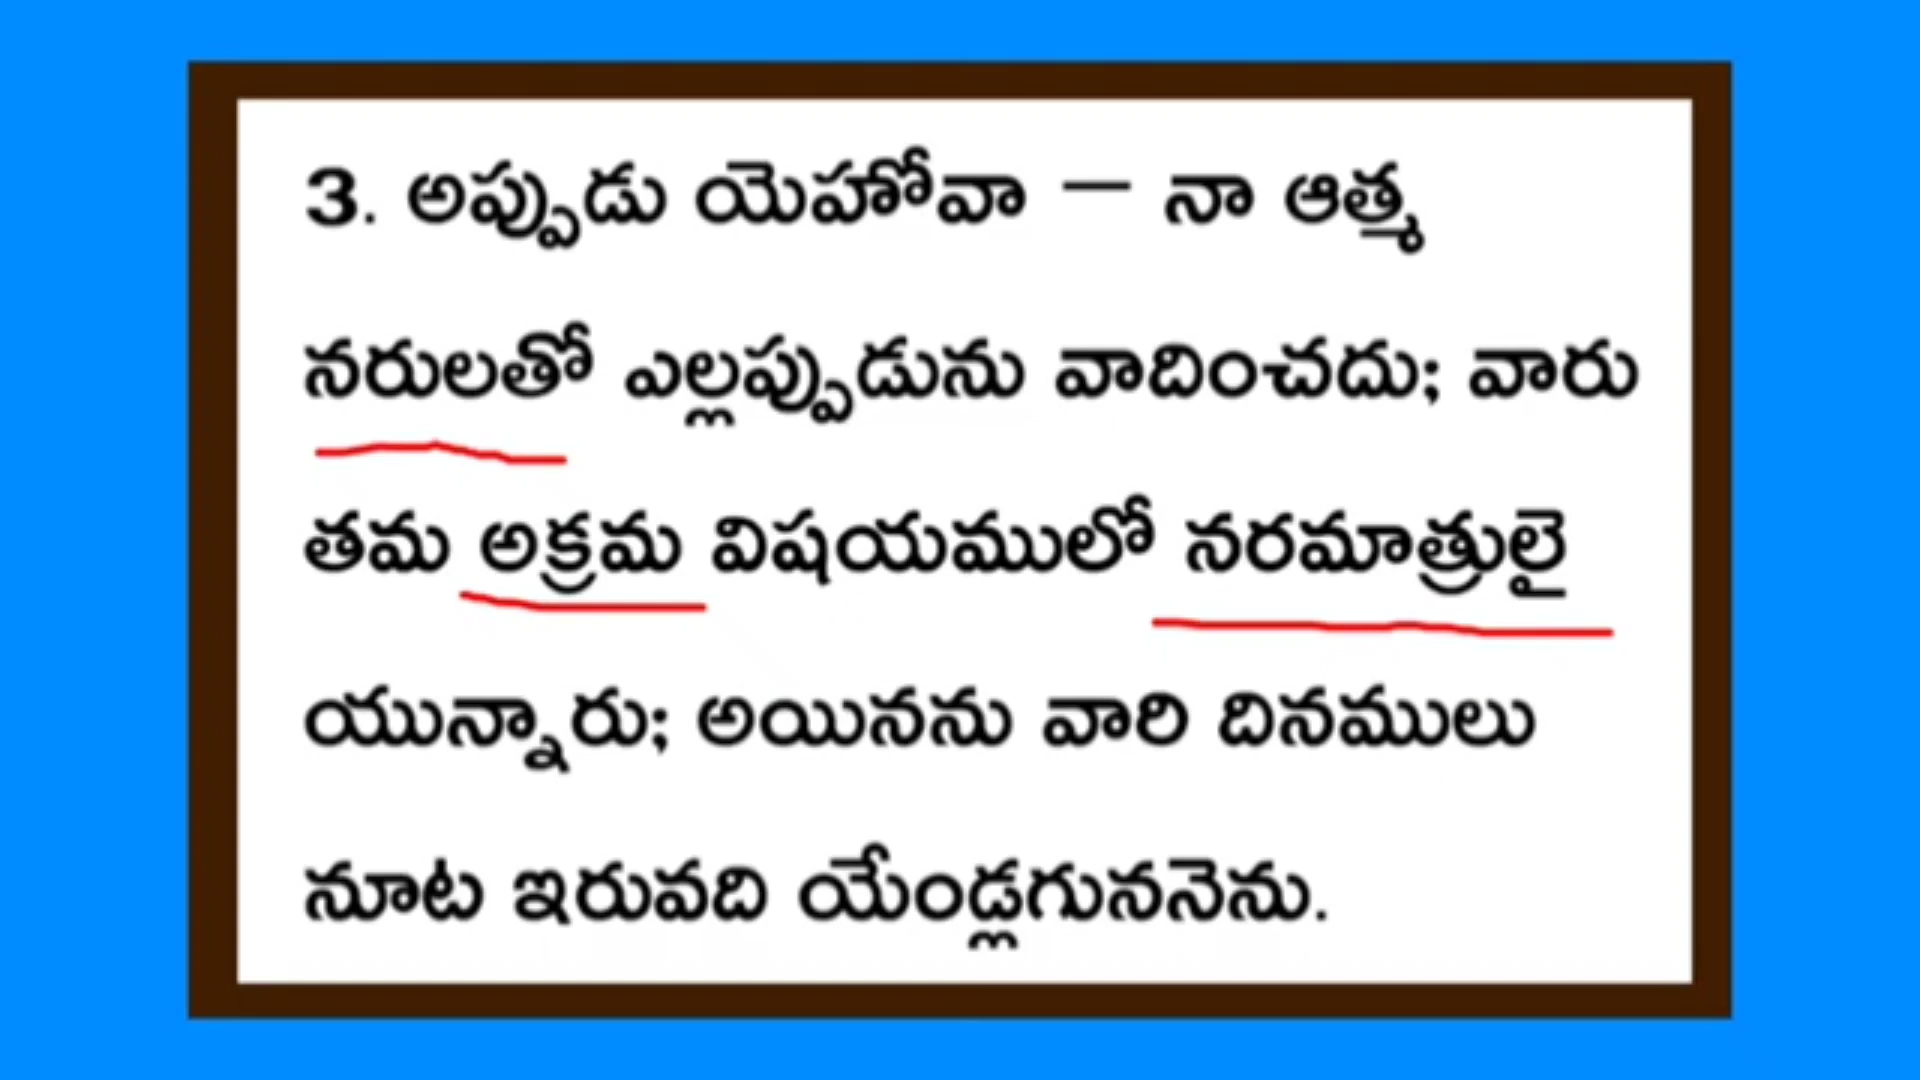 3. అప్పుడు యెహోవా – నా ఆత్మ
నరులతో ఎల్లప్పుడును వాదించదు; వారు
తమ అక్రమ విషయములో నరమాత్రులై
యున్నారు; అయినను వారి దినములు
నూట ఇరువది యేండ్లగుననెను.